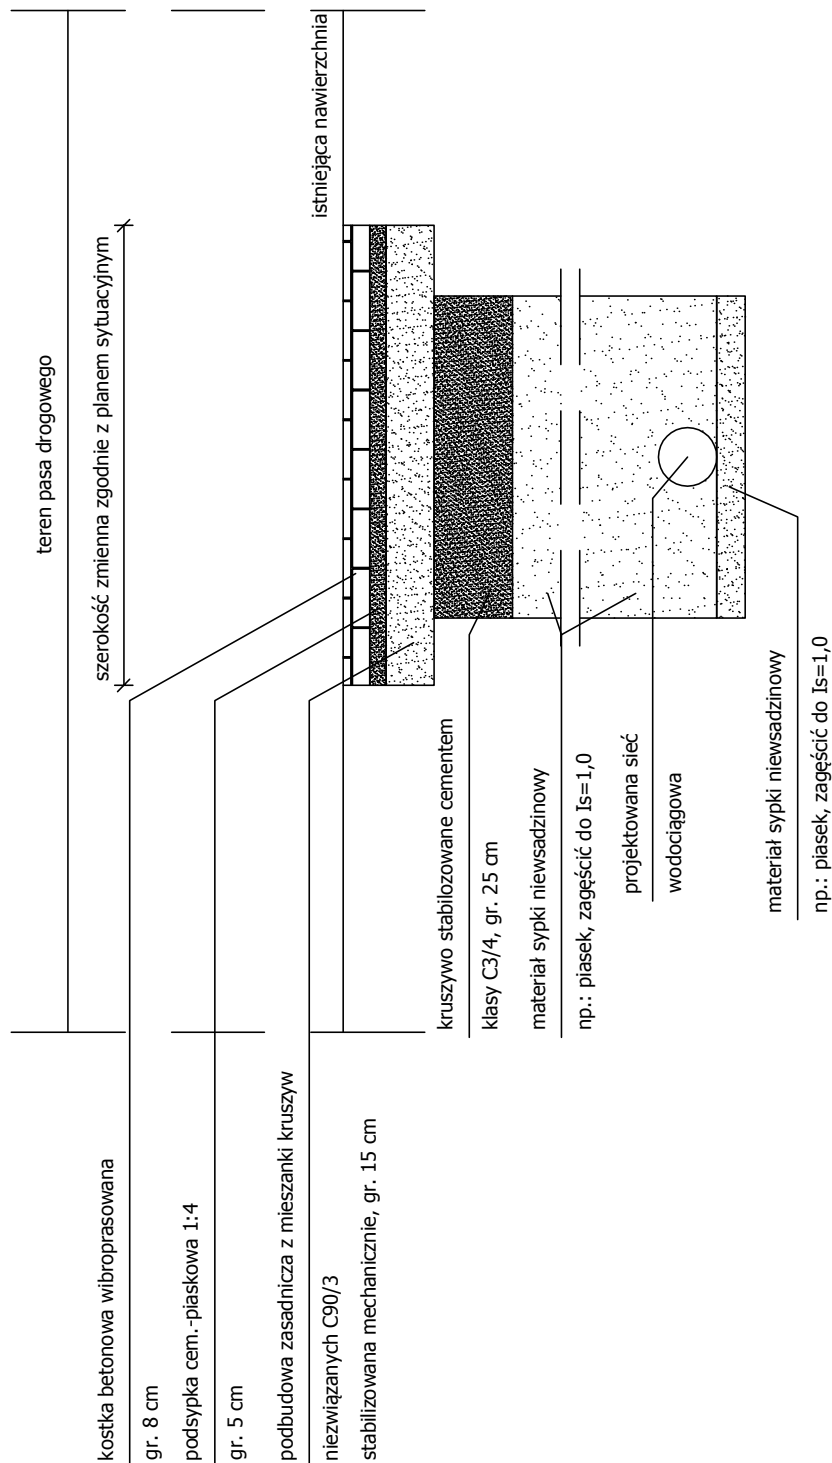 teren pasa drogowego
szerokość zmienna zgodnie z planem sytuacyjnym
istniejąca nawierzchnia
kostka betonowa wibroprasowana
gr. 8 cm
podsypka cem.-piaskowa 1:4
gr. 5 cm
podbudowa zasadnicza z mieszanki kruszyw
niezwiązanych C90/3
stabilizowana mechanicznie, gr. 15 cm
kruszywo stabilozowane cementem
klasy C3/4, gr. 25 cm
materiał sypki niewsadzinowy
np.: piasek, zagęścić do Is=1,0
projektowana sieć
wodociągowa
materiał sypki niewsadzinowy
np.: piasek, zagęścić do Is=1,0